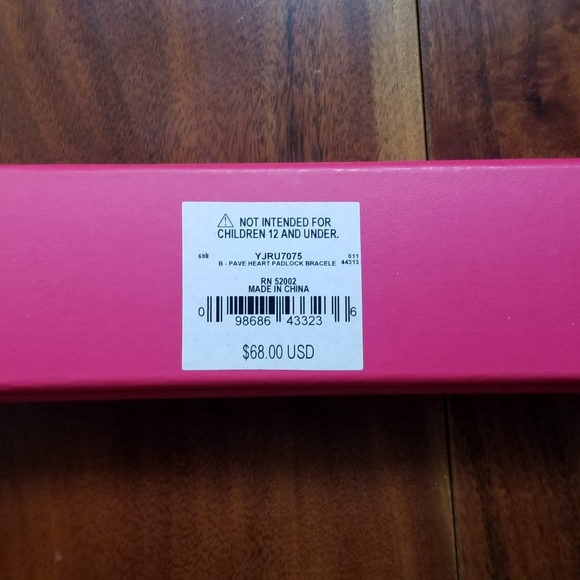 NOT INTENDED FOR
CHILDREN 12 AND UNDER.
69B YJRU7075 011
B - PAVE HEART PADLOCK BRACELE 44313
RN 52002
MADE IN CHINA
0 98686 43323 6
$68.00 USD